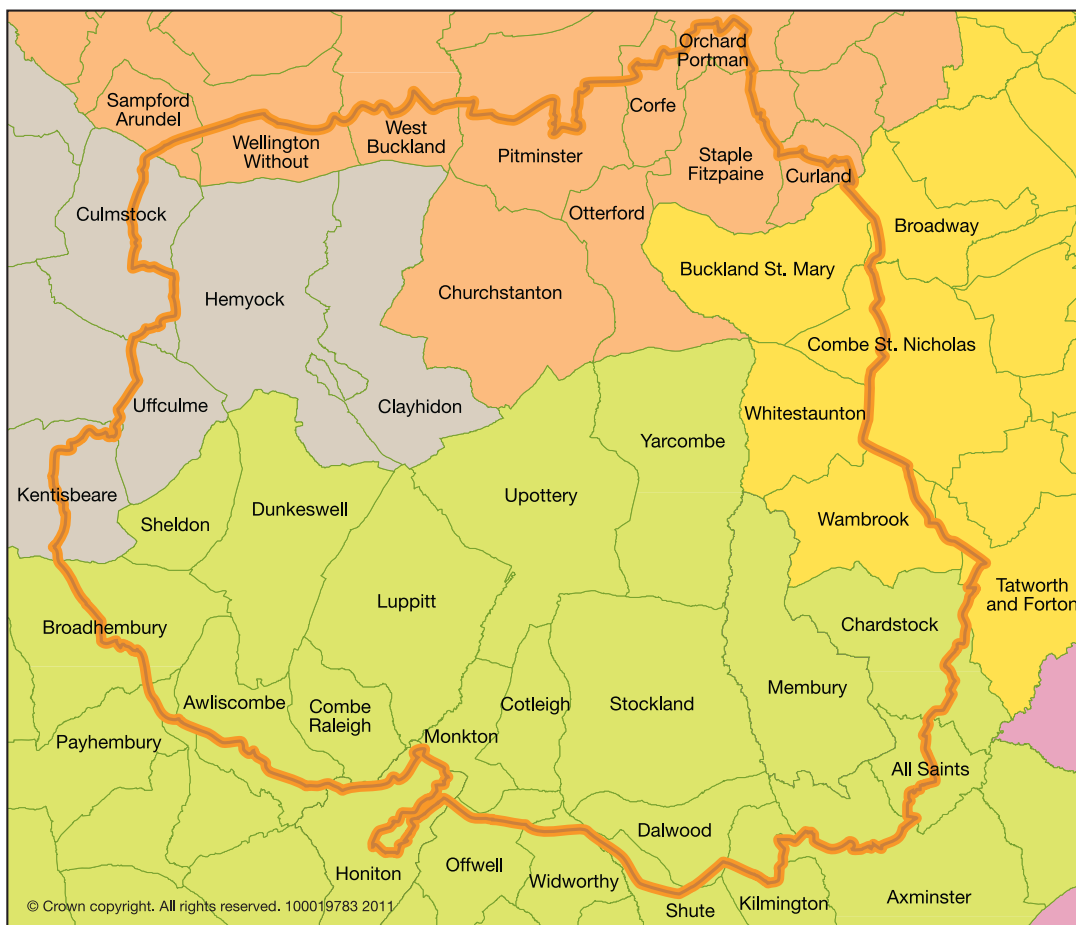 Orchard
Portman
Sampford
Arundel
Corfe
Wellington
Without
West
Buckland
Pitminster
Staple
Fitzpaine
Curland
Culmstock
Otterford
Broadway
Buckland St. Mary
Hemyock
Churchstanton
Combe St. Nicholas
Uffculme
Clayhidon
Whitestaunton
Yarcombe
Kentisbeare
Upottery
Sheldon
Dunkeswell
Wambrook
Luppitt
Tatworth
and Forton
Broadhembury
Chardstock
Awliscombe
Combe
Raleigh
Cotleigh
Stockland
Membury
Payhembury
Monkton
All Saints
Dalwood
Honiton
Offwell
Widworthy
Shute
Kilmington
Axminster
© Crown copyright. All rights reserved. 100019783 2011